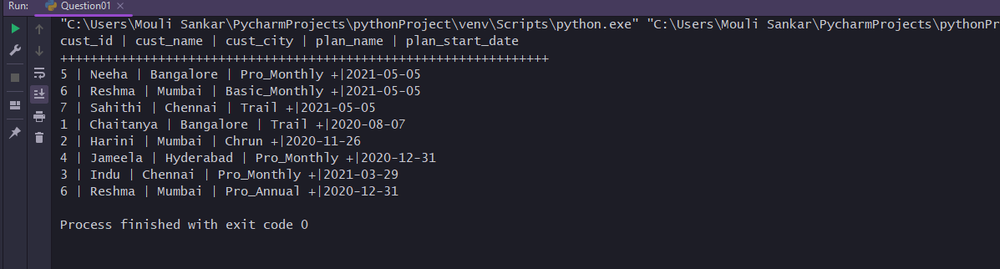 Run: Question01 ×
"C:\Users\Mouli Sankar\PycharmProjects\pythonProject\venv\Scripts\python.exe" "C:\Users\Mouli Sankar\PycharmProjects\pythonPr
cust_id | cust_name | cust_city | plan_name | plan_start_date
+++++++++++++++++++++++++++++++++++++++++++++++++++++++++++++++++
5 | Neeha | Bangalore | Pro_Monthly +|2021-05-05
6 | Reshma | Mumbai | Basic_Monthly +|2021-05-05
7 | Sahithi | Chennai | Trail +|2021-05-05
1 | Chaitanya | Bangalore | Trail +|2020-08-07
2 | Harini | Mumbai | Chrun +|2020-11-26
4 | Jameela | Hyderabad | Pro_Monthly +|2020-12-31
3 | Indu | Chennai | Pro_Monthly +|2021-03-29
6 | Reshma | Mumbai | Pro_Annual +|2020-12-31
Process finished with exit code 0